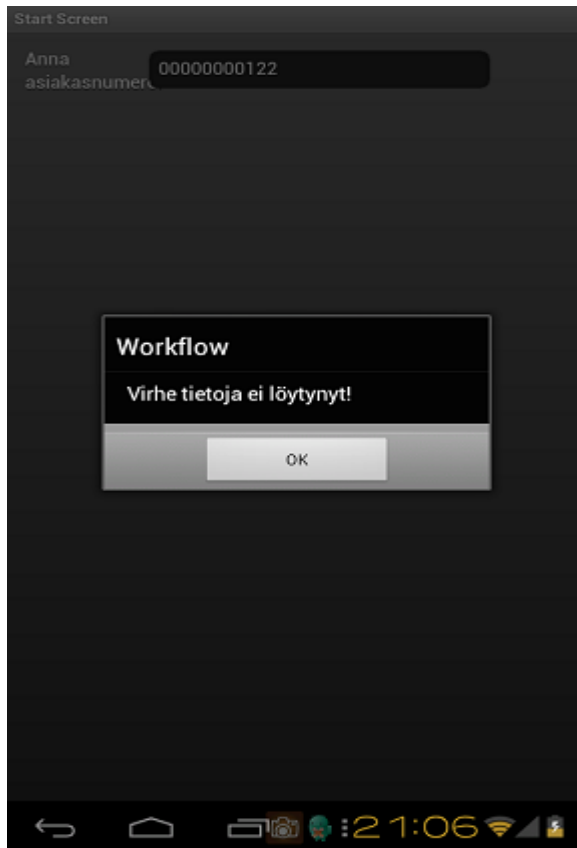 Start Screen
Anna
asiakasnumero
00000000122
Workflow
Virhe tietoja ei löytynyt!
OK
21:06